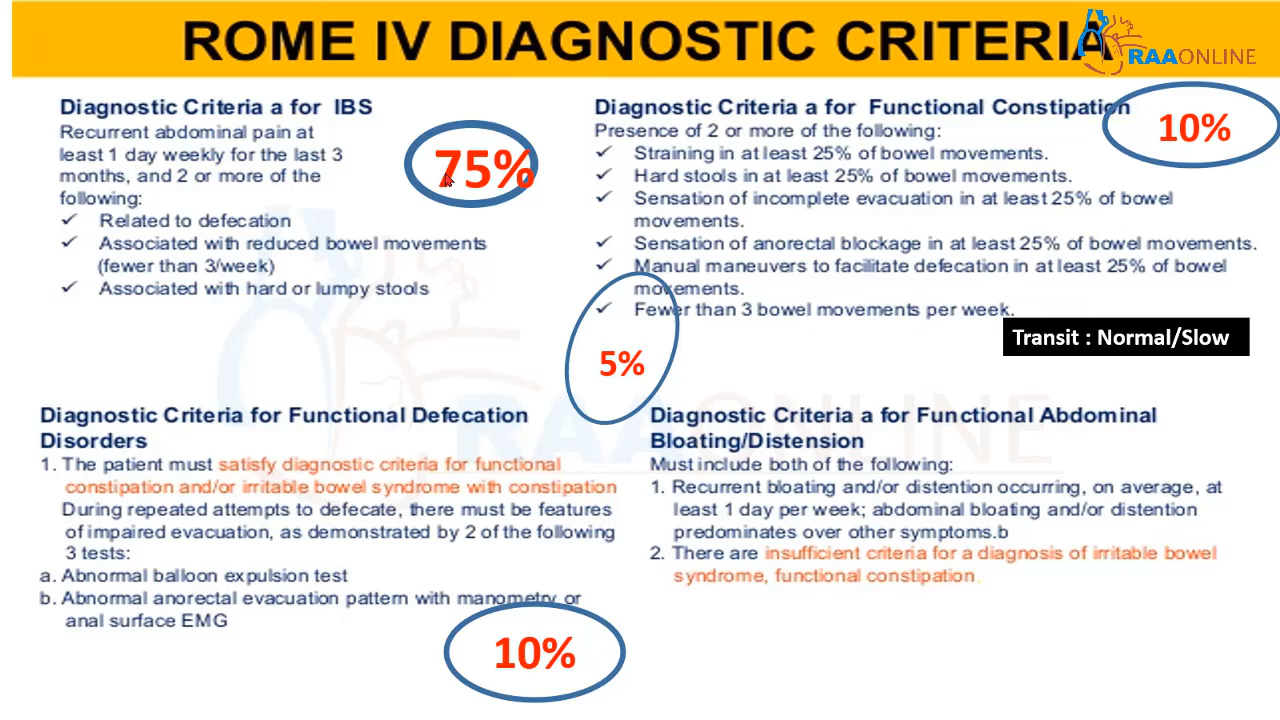 ROME IV DIAGNOSTIC CRITERIA
RAAONLINE
Diagnostic Criteria a for IBS
Recurrent abdominal pain at
least 1 day weekly for the last 3
months, and 2 or more of the
following:
✓ Related to defecation
✓ Associated with reduced bowel movements
(fewer than 3/week)
✓ Associated with hard or lumpy stools
75%
Diagnostic Criteria a for Functional Constipation
Presence of 2 or more of the following:
✓ Straining in at least 25% of bowel movements.
✓ Hard stools in at least 25% of bowel movements.
✓ Sensation of incomplete evacuation in at least 25% of bowel
movements.
✓ Sensation of anorectal blockage in at least 25% of bowel movements.
✓ Manual maneuvers to facilitate defecation in at least 25% of bowel
movements.
✓ Fewer than 3 bowel movements per week.
10%
Transit : Normal/Slow
5%
Diagnostic Criteria for Functional Defecation
Disorders
1. The patient must satisfy diagnostic criteria for functional
constipation and/or irritable bowel syndrome with constipation
During repeated attempts to defecate, there must be features
of impaired evacuation, as demonstrated by 2 of the following
3 tests:
a. Abnormal balloon expulsion test
b. Abnormal anorectal evacuation pattern with manometry or
anal surface EMG
10%
Diagnostic Criteria a for Functional Abdominal
Bloating/Distension
Must include both of the following:
1. Recurrent bloating and/or distention occurring, on average, at
least 1 day per week; abdominal bloating and/or distention
predominates over other symptoms.b
2. There are insufficient criteria for a diagnosis of irritable bowel
syndrome, functional constipation.
RAAONLINE